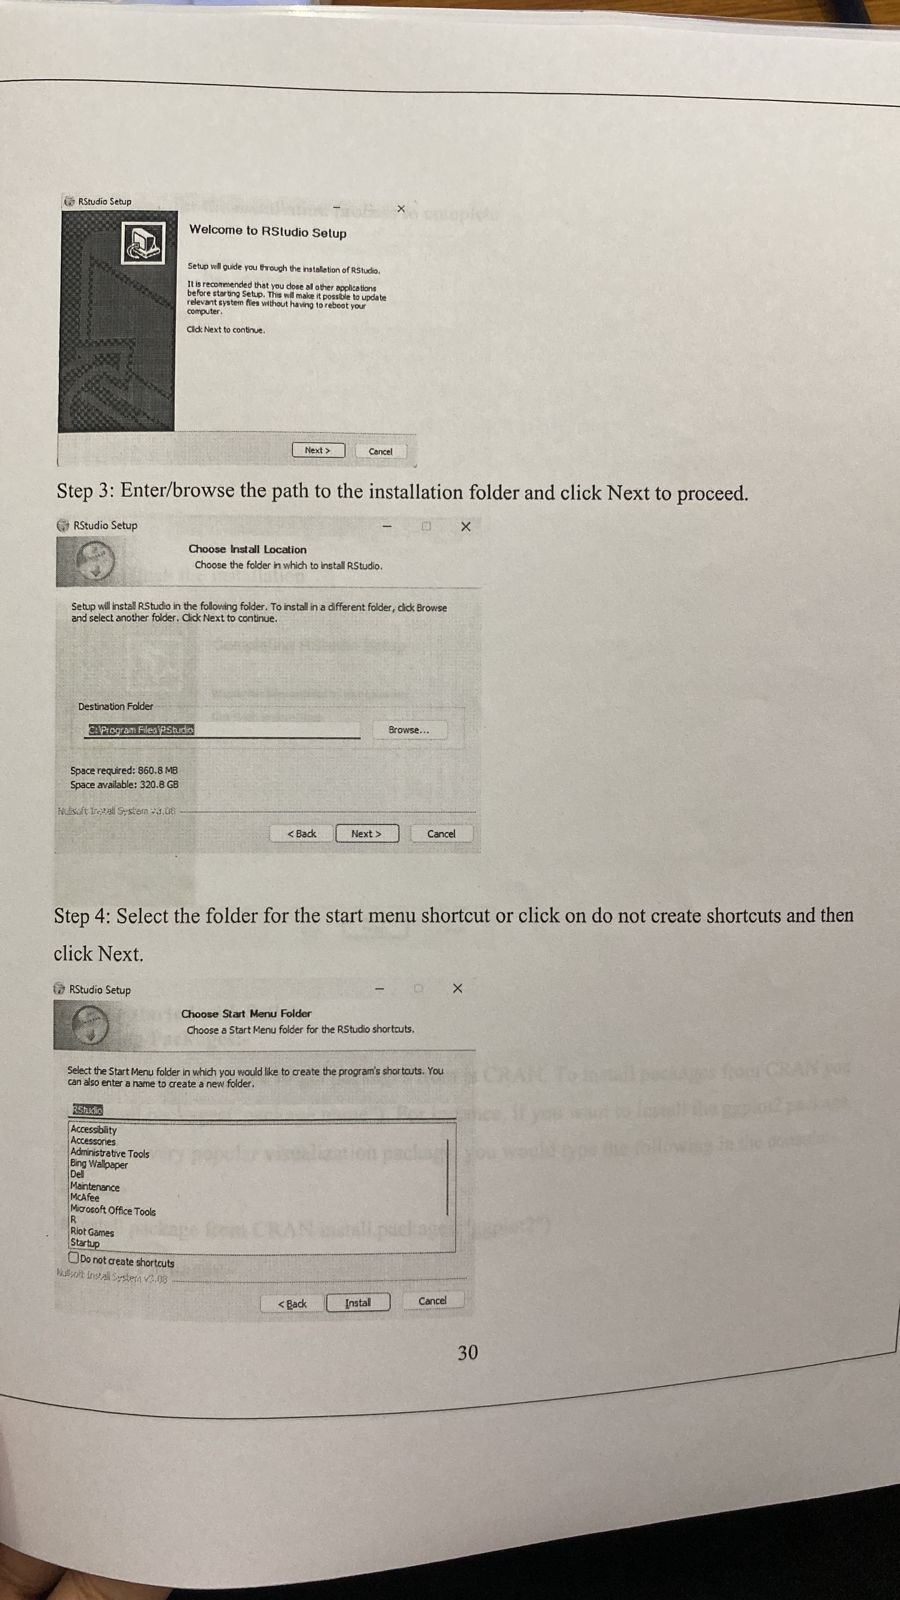 RStudio Setup
Welcome to RStudio Setup
Setup will guide you through the installation of RStudio.
It is recommended that you close all other applications
before starting Setup. This will make it possible to update
relevant system files without having to reboot your
computer.
Click Next to continue.
Next >
Cancel
Step 3: Enter/browse the path to the installation folder and click Next to proceed.
RStudio Setup
Choose Install Location
Choose the folder in which to install RStudio.
Setup will install RStudio in the following folder. To install in a different folder, click Browse
and select another folder. Click Next to continue.
Destination Folder
C:\Program Files\RStudio
Browse...
Space required: 860.8 MB
Space available: 320.8 GB
Nullsoft Install System v3.08
< Back
Next >
Cancel
Step 4: Select the folder for the start menu shortcut or click on do not create shortcuts and then
click Next.
RStudio Setup
Choose Start Menu Folder
Choose a Start Menu folder for the RStudio shortcuts.
Select the Start Menu folder in which you would like to create the program's shortcuts. You
can also enter a name to create a new folder.
RStudio
Accessibility
Accessories
Administrative Tools
Bing Wallpaper
Dell
Maintenance
McAfee
Microsoft Office Tools
R
Riot Games
Startup
Do not create shortcuts
Nullsoft Install System v3.08
< Back
Install
Cancel
30